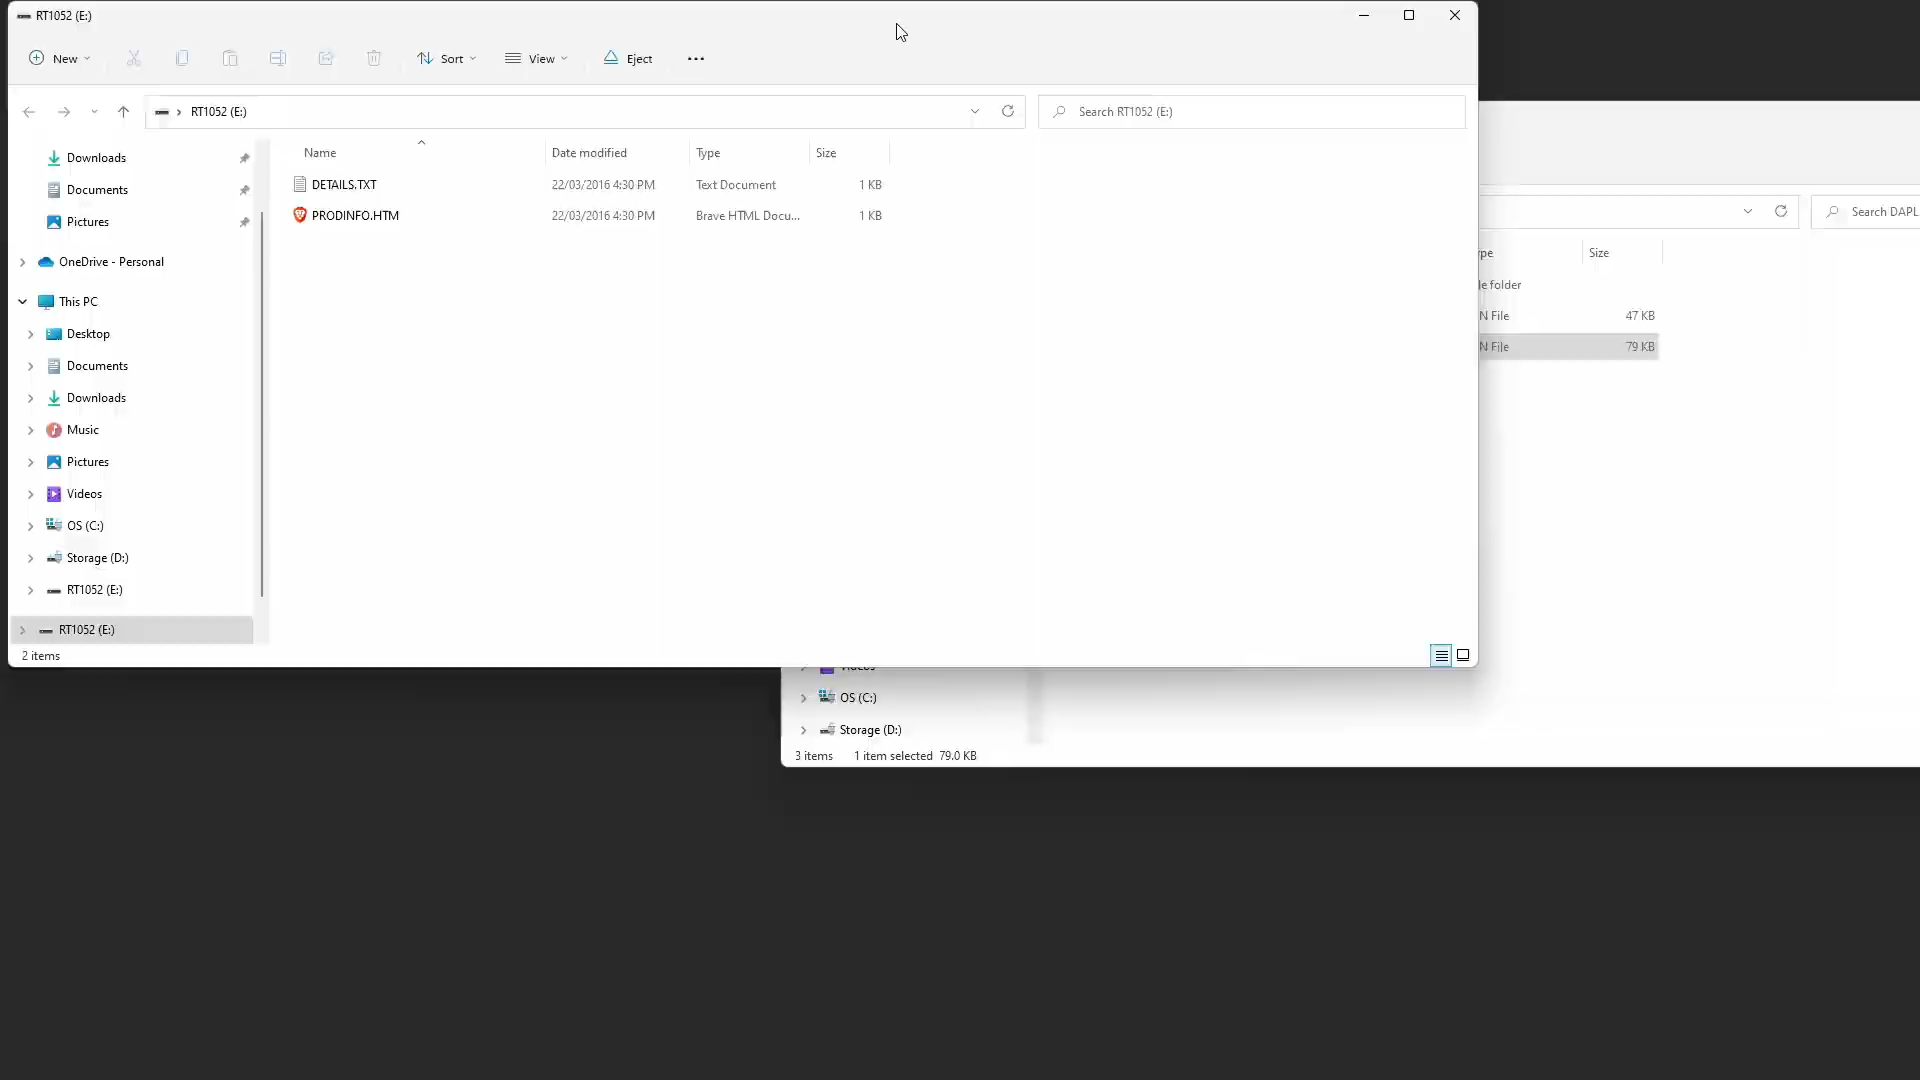 RT1052 (E:)
New
Sort
View
Eject
RT1052 (E:)
Search RT1052 (E:)
Name
Date modified
Type
Size
DETAILS.TXT
22/03/2016 4:30 PM
Text Document
1 KB
PRODINFO.HTM
22/03/2016 4:30 PM
Brave HTML Docu...
1 KB
Downloads
Documents
Pictures
OneDrive - Personal
This PC
Desktop
Documents
Downloads
Music
Pictures
Videos
OS (C:)
Storage (D:)
RT1052 (E:)
RT1052 (E:)
2 items
Search DAPL
pe
Size
le folder
N File
47 KB
N File
79 KB
Videos
OS (C:)
Storage (D:)
3 items
1 item selected 79.0 KB